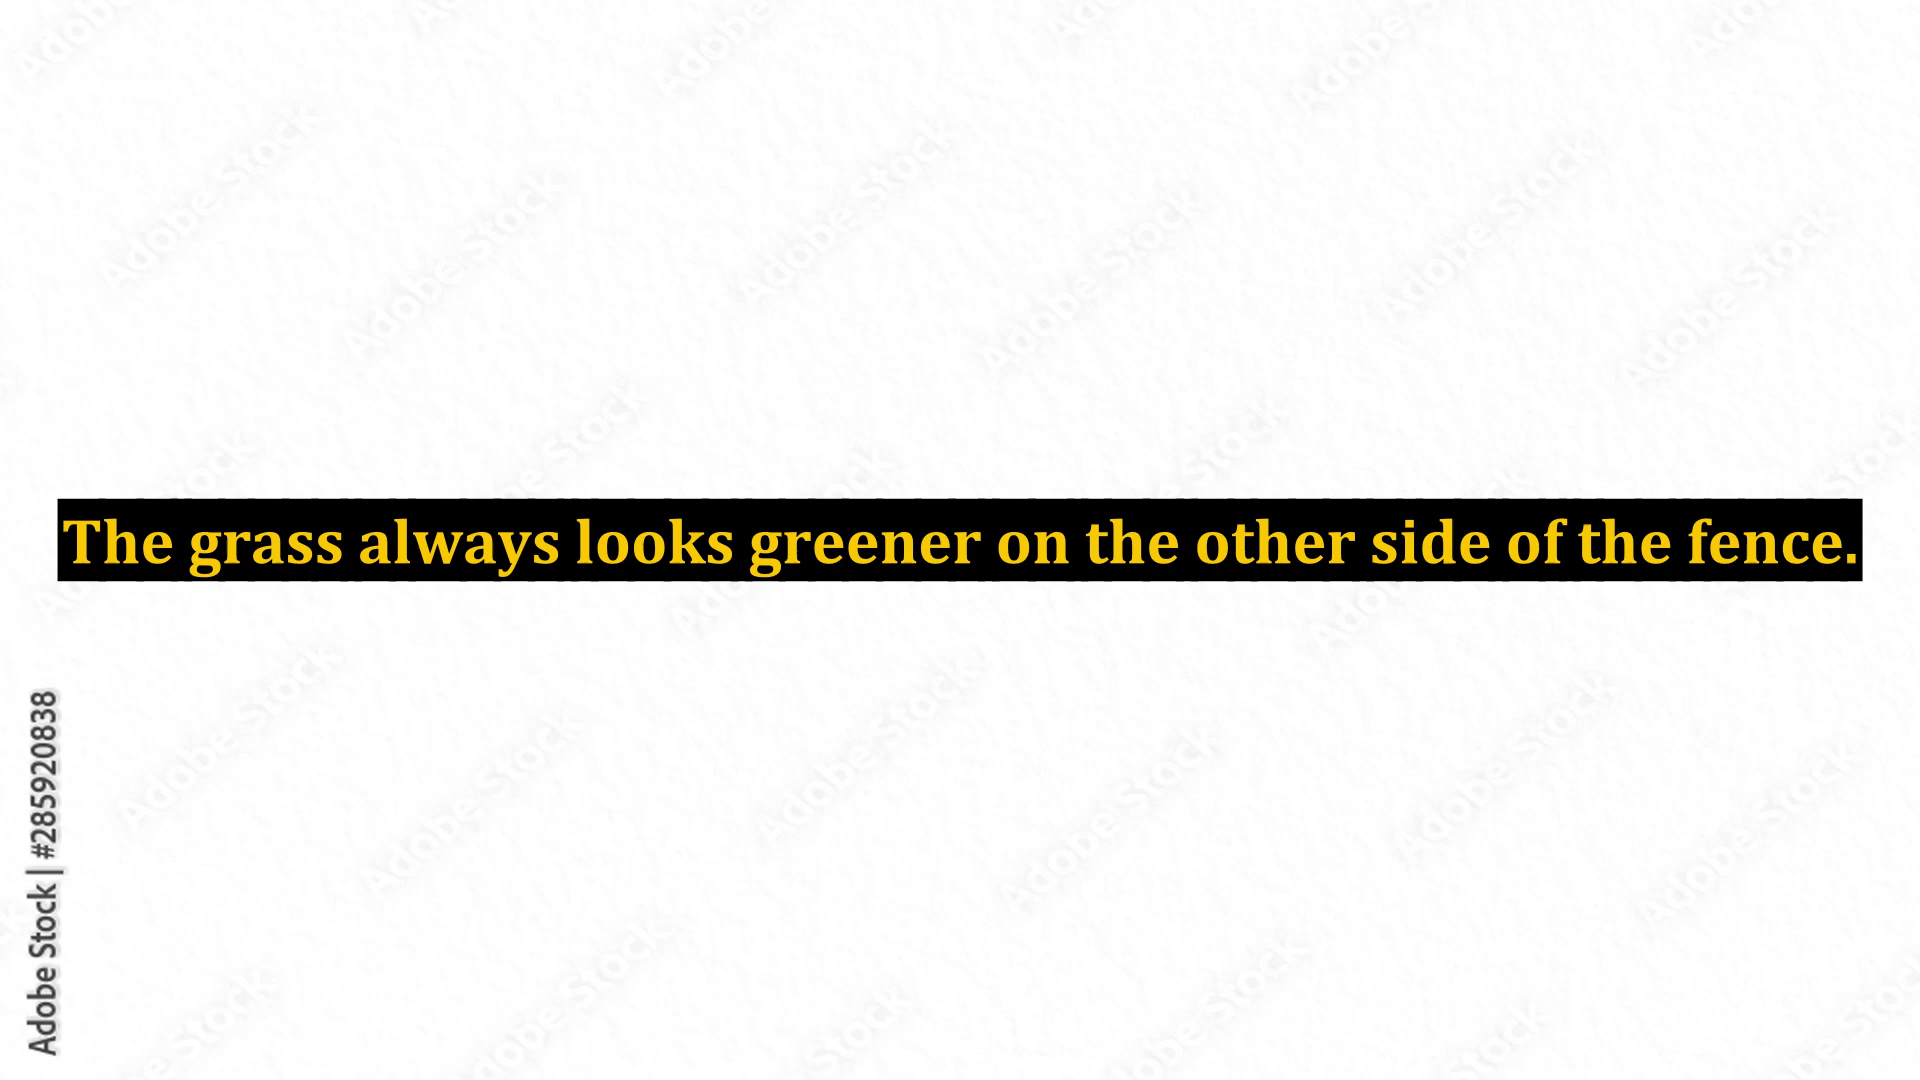 The grass always looks greener on the other side of the fence.
Adobe Stock | #285920838